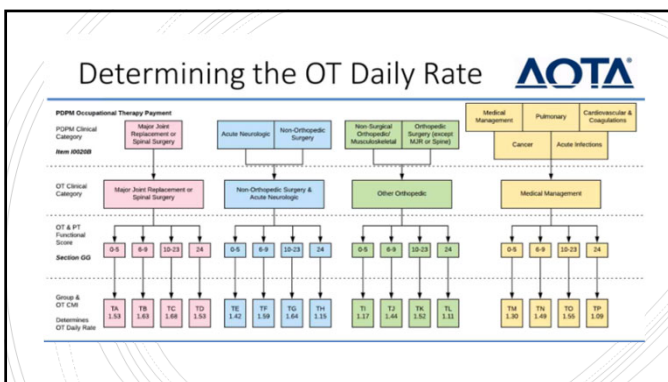 Determining the OT Daily Rate
AOTA
PDPM Occupational Therapy Payment
PDPM Clinical
Category
Item I0020B
Major Joint
Replacement or
Spinal Surgery
Acute Neurologic
Non-Orthopedic
Surgery
Non-Surgical
Orthopedic/
Musculoskeletal
Orthopedic
Surgery (except
MJR or Spine)
Medical
Management
Pulmonary
Cardiovascular &
Coagulations
Cancer
Acute Infections
OT Clinical
Category
Major Joint Replacement or
Spinal Surgery
Non-Orthopedic Surgery &
Acute Neurologic
Other Orthopedic
Medical Management
OT & PT
Functional
Score
Section GG
0-5 6-9 10-23 24
0-5 6-9 10-23 24
0-5 6-9 10-23 24
0-5 6-9 10-23 24
Group &
OT CMI
Determines
OT Daily Rate
TA TB TC TD
1.53 1.63 1.68 1.53
TE TF TG TH
1.42 1.59 1.64 1.15
TI TJ TK TL
1.17 1.44 1.52 1.11
TM TN TO TP
1.30 1.49 1.55 1.09